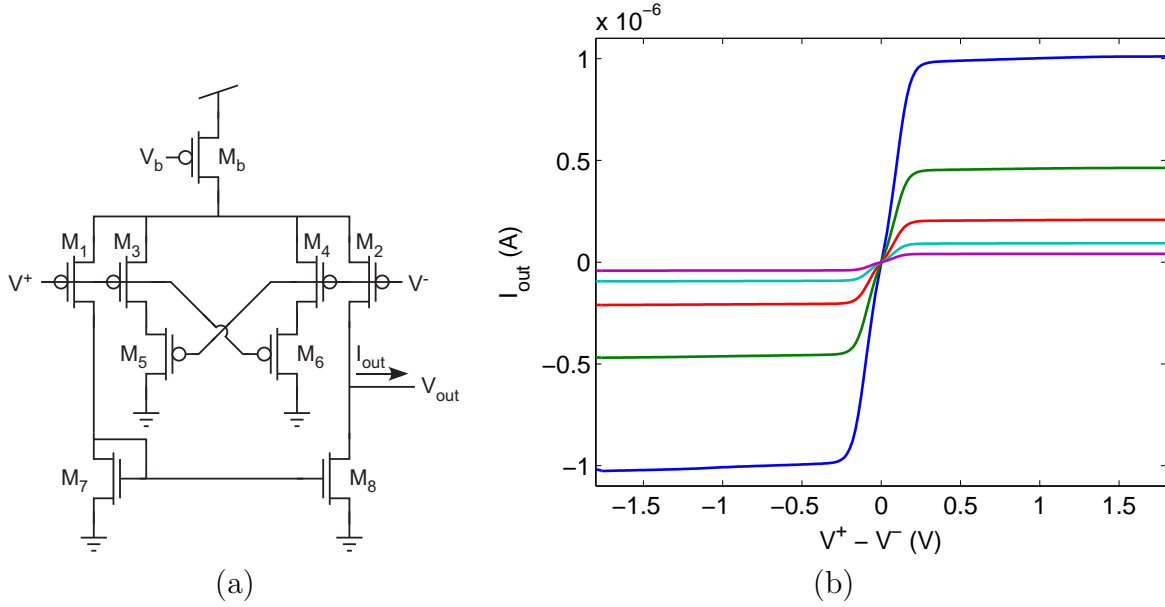 V_b
M_b
M_1
M_3
M_4
M_2
V^+
V^-
M_5
M_6
I_out
V_out
M_7
M_8
(a)
x 10^-6
1
0.5
0
−0.5
−1
I_out (A)
−1.5
−1
−0.5
0
0.5
1
1.5
V^+ − V^- (V)
(b)